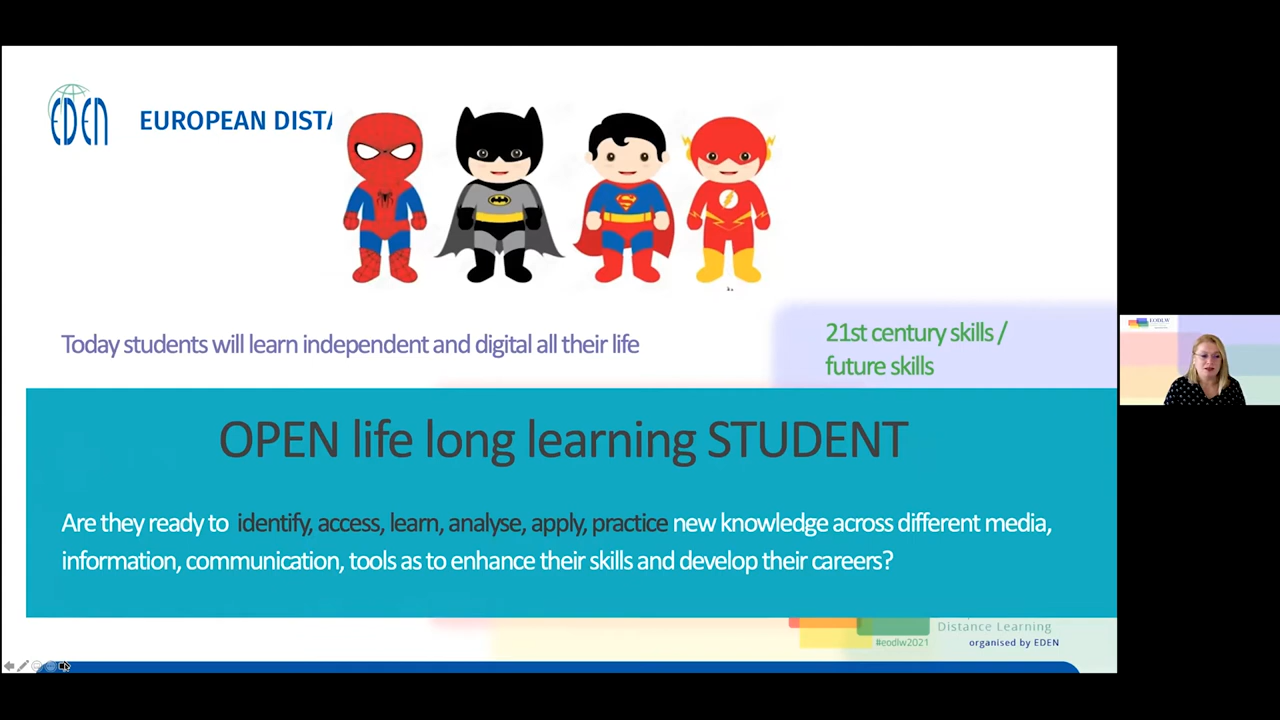 EDEN
EUROPEAN DISTA
Today students will learn independent and digital all their life
21st century skills /
future skills
OPEN life long learning STUDENT
Are they ready to identify, access, learn, analyse, apply, practice new knowledge across different media,
information, communication, tools as to enhance their skills and develop their careers?
Distance Learning
#eodlw2021
organised by EDEN
EODLW